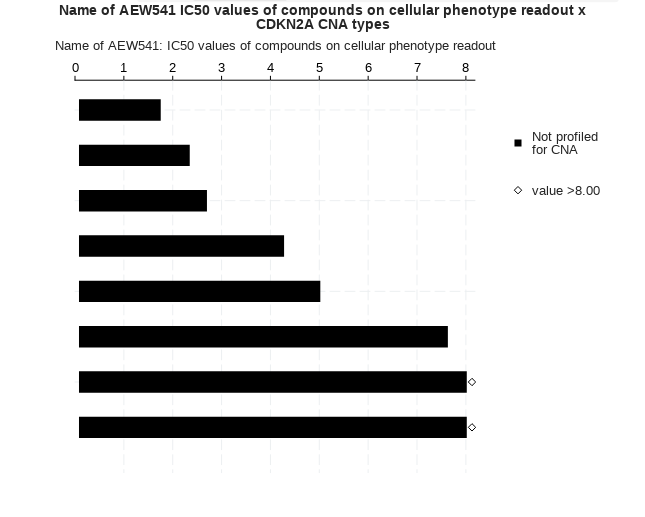 Name of AEW541 IC50 values of compounds on cellular phenotype readout x
CDKN2A CNA types
Name of AEW541: IC50 values of compounds on cellular phenotype readout
0 1 2 3 4 5 6 7 8
Not profiled
for CNA
value >8.00